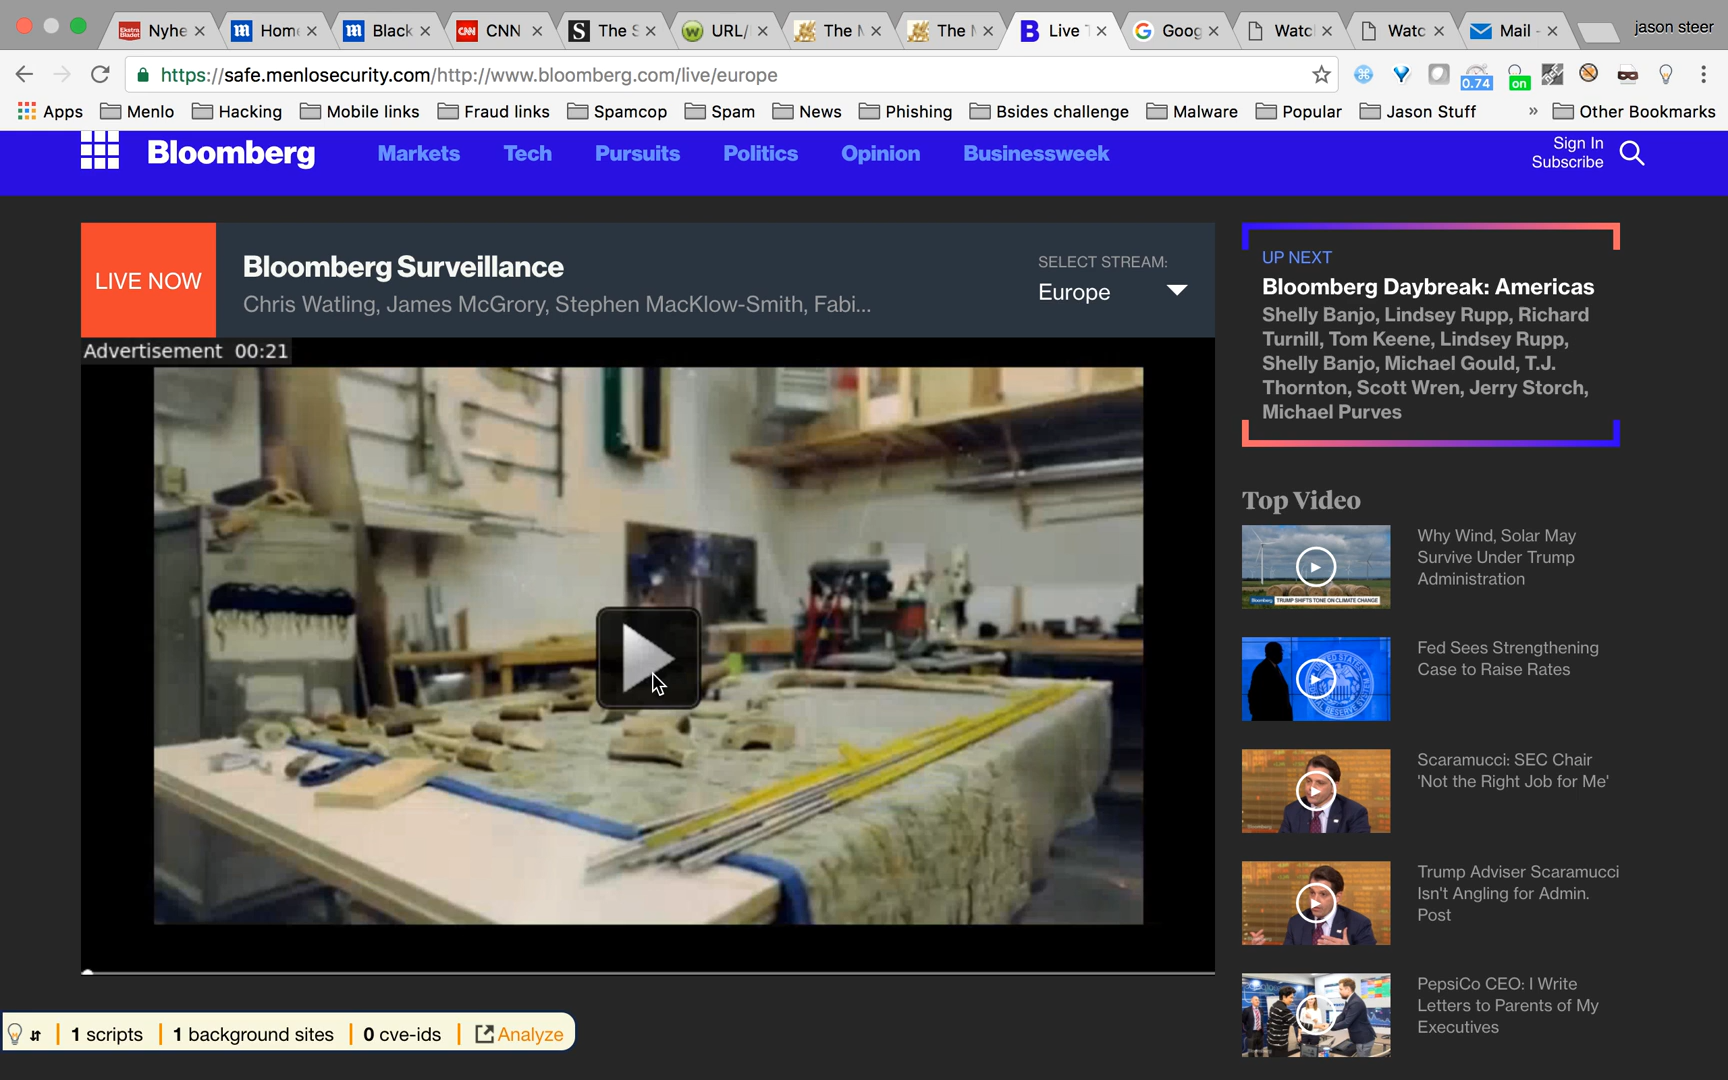 Nyhe
Hom
Black
CNN
The S
URL/
The M
The M
Live T
Goog
Watch
Watc
Mail -
jason steer
https://safe.menlosecurity.com/http://www.bloomberg.com/live/europe
0.74
on
Apps
Menlo
Hacking
Mobile links
Fraud links
Spamcop
Spam
News
Phishing
Bsides challenge
Malware
Popular
Jason Stuff
»
Other Bookmarks
Bloomberg
Markets
Tech
Pursuits
Politics
Opinion
Businessweek
Sign In
Subscribe
LIVE NOW
Bloomberg Surveillance
Chris Watling, James McGrory, Stephen MacKlow-Smith, Fabi...
SELECT STREAM:
Europe
Advertisement 00:21
UP NEXT
Bloomberg Daybreak: Americas
Shelly Banjo, Lindsey Rupp, Richard
Turnill, Tom Keene, Lindsey Rupp,
Shelly Banjo, Michael Gould, T.J.
Thornton, Scott Wren, Jerry Storch,
Michael Purves
Top Video
TRUMP SHIFTS TONE ON CLIMATE CHANGE
Why Wind, Solar May
Survive Under Trump
Administration
Fed Sees Strengthening
Case to Raise Rates
Scaramucci: SEC Chair
'Not the Right Job for Me'
Trump Adviser Scaramucci
Isn't Angling for Admin.
Post
PepsiCo CEO: I Write
Letters to Parents of My
Executives
1 scripts
1 background sites
0 cve-ids
Analyze